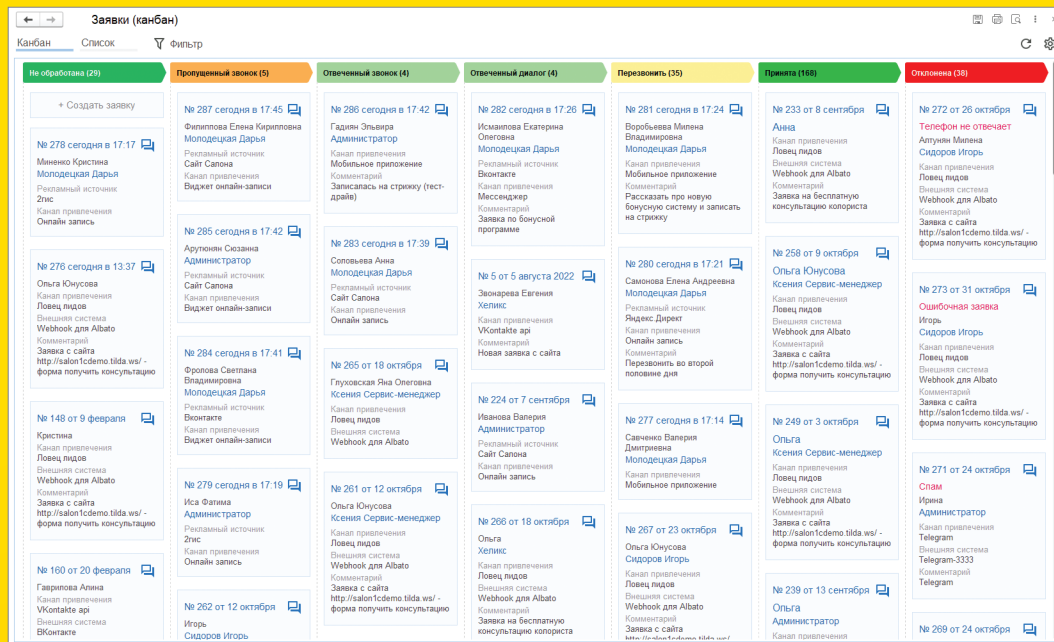 Заявки (канбан)
Канбан
Список
Фильтр
Не обработана (29)
+ Создать заявку
№ 278 сегодня в 17:17
Миненко Кристина
Молодецкая Дарья
Рекламный источник
2гис
Канал привлечения
Онлайн запись
№ 276 сегодня в 13:37
Ольга Юнусова
Канал привлечения
Ловец лидов
Внешняя система
Webhook для Albato
Комментарий
Заявка с сайта
http://salon1cdemo.tilda.ws/ -
форма получить консультацию
№ 148 от 9 февраля
Кристина
Канал привлечения
Ловец лидов
Внешняя система
Webhook для Albato
Комментарий
Заявка с сайта
http://salon1cdemo.tilda.ws/ -
форма получить консультацию
№ 160 от 20 февраля
Гаврилова Алина
Канал привлечения
VKontakte api
Внешняя система
ВКонтакте
Пропущенный звонок (5)
№ 287 сегодня в 17:45
Филиппова Елена Кирилловна
Молодецкая Дарья
Рекламный источник
Сайт Салона
Канал привлечения
Виджет онлайн-записи
№ 285 сегодня в 17:42
Арутюнян Сюзанна
Администратор
Рекламный источник
Сайт Салона
Канал привлечения
Виджет онлайн-записи
№ 284 сегодня в 17:41
Фролова Светлана
Владимировна
Молодецкая Дарья
Рекламный источник
Вконтакте
Канал привлечения
Виджет онлайн-записи
№ 279 сегодня в 17:19
Иса Фатима
Администратор
Рекламный источник
2гис
Канал привлечения
Онлайн запись
№ 262 от 12 октября
Игорь
Сидоров Игорь
Отвеченный звонок (4)
№ 286 сегодня в 17:42
Гадиян Эльвира
Администратор
Канал привлечения
Мобильное приложение
Комментарий
Записалась на стрижку (тест-
драйв)
№ 283 сегодня в 17:39
Соловьева Анна
Молодецкая Дарья
Рекламный источник
Сайт Салона
Канал привлечения
Онлайн запись
№ 265 от 18 октября
Глуховская Яна Олеговна
Ксения Сервис-менеджер
Канал привлечения
Ловец лидов
Внешняя система
Webhook для Albato
№ 261 от 12 октября
Ольга Юнусова
Ксения Сервис-менеджер
Канал привлечения
Ловец лидов
Внешняя система
Webhook для Albato
Комментарий
Заявка с сайта
http://salon1cdemo.tilda.ws/ -
форма получить консультацию
Отвеченный диалог (4)
№ 282 сегодня в 17:26
Исмаилова Екатерина
Олеговна
Молодецкая Дарья
Рекламный источник
Вконтакте
Канал привлечения
Мессенджер
Комментарий
Заявка по бонусной
программе
№ 5 от 5 августа 2022
Звонарева Евгения
Хеликс
Канал привлечения
VKontakte api
Комментарий
Новая заявка с сайта
№ 224 от 7 сентября
Иванова Валерия
Администратор
Рекламный источник
Сайт Салона
Канал привлечения
Онлайн запись
№ 266 от 18 октября
Ольга
Хеликс
Канал привлечения
Ловец лидов
Внешняя система
Webhook для Albato
Комментарий
Заявка на бесплатную
консультацию колориста
Перезвонить (35)
№ 281 сегодня в 17:24
Воробьевва Милена
Владимировна
Молодецкая Дарья
Канал привлечения
Мобильное приложение
Комментарий
Рассказать про новую
бонусную систему и записать
на стрижку
№ 280 сегодня в 17:21
Самонова Елена Андреевна
Молодецкая Дарья
Рекламный источник
Яндекс.Директ
Канал привлечения
Онлайн запись
Комментарий
Перезвонить во второй
половине дня
№ 277 сегодня в 17:14
Савченко Валерия
Дмитриевна
Молодецкая Дарья
Канал привлечения
Мобильное приложение
№ 267 от 23 октября
Ольга Юнусова
Сидоров Игорь
Канал привлечения
Ловец лидов
Внешняя система
Webhook для Albato
Комментарий
Заявка с сайта
http://salon1cdemo.tilda.ws/
Принята (168)
№ 233 от 8 сентября
Анна
Канал привлечения
Ловец лидов
Внешняя система
Webhook для Albato
Комментарий
Заявка на бесплатную
консультацию колориста
№ 258 от 9 октября
Ольга Юнусова
Ксения Сервис-менеджер
Канал привлечения
Ловец лидов
Внешняя система
Webhook для Albato
Комментарий
Заявка с сайта
http://salon1cdemo.tilda.ws/ -
форма получить консультацию
№ 249 от 3 октября
Ольга
Ксения Сервис-менеджер
Канал привлечения
Ловец лидов
Внешняя система
Webhook для Albato
Комментарий
Заявка с сайта
http://salon1cdemo.tilda.ws/ -
форма получить консультацию
№ 239 от 13 сентября
Ольга
Администратор
Канал привлечения
Отклонена (38)
№ 272 от 26 октября
Телефон не отвечает
Алтунян Милена
Сидоров Игорь
Канал привлечения
Ловец лидов
Внешняя система
Webhook для Albato
Комментарий
Заявка с сайта
http://salon1cdemo.tilda.ws/ -
форма получить консультацию
№ 273 от 31 октября
Ошибочная заявка
Игорь
Сидоров Игорь
Канал привлечения
Ловец лидов
Внешняя система
Webhook для Albato
Комментарий
Заявка с сайта
http://salon1cdemo.tilda.ws/ -
форма получить консультацию
№ 271 от 24 октября
Спам
Ирина
Администратор
Канал привлечения
Telegram
Внешняя система
Telegram-3333
Комментарий
Telegram
№ 269 от 24 октября